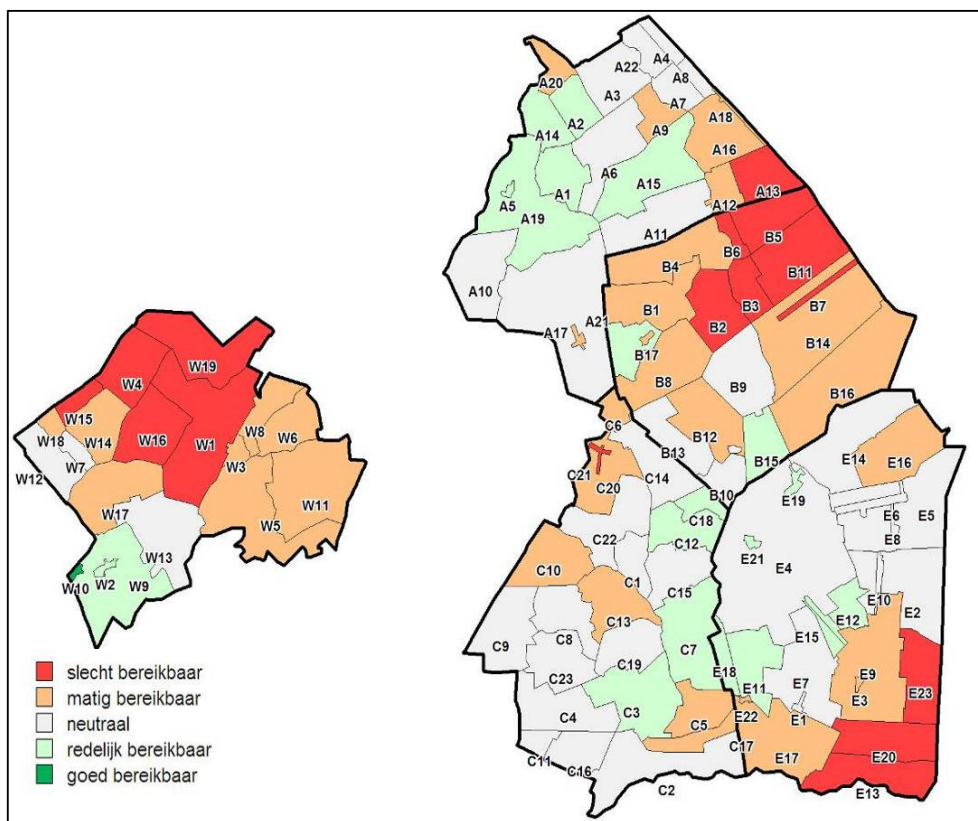 W19
W4
W15
W18
W14
W16
W1
W8
W6
W7
W12
W3
W11
W17
W5
W13
W10
W2
W9
slecht bereikbaar
matig bereikbaar
neutraal
redelijk bereikbaar
goed bereikbaar
A4
A22
A8
A20
A3
A7
A18
A2
A9
A14
A16
A6
A15
A13
A1
A5
A12
A19
A11
B5
B6
B4
B11
A10
B3
B7
B1
A21
A17
B2
B14
B17
B8
B9
B16
C6
B12
B13
E14
B15
E16
C21
C20
C14
B10
E19
C18
E6
E5
C22
C12
E8
E21
E4
C10
C1
C15
E10
E2
C13
E12
C8
E15
C9
C19
C7
E18
C23
E7
E9
E11
E23
E3
C4
C3
C5
E22
E1
C17
E17
E20
C11
C16
C2
E13